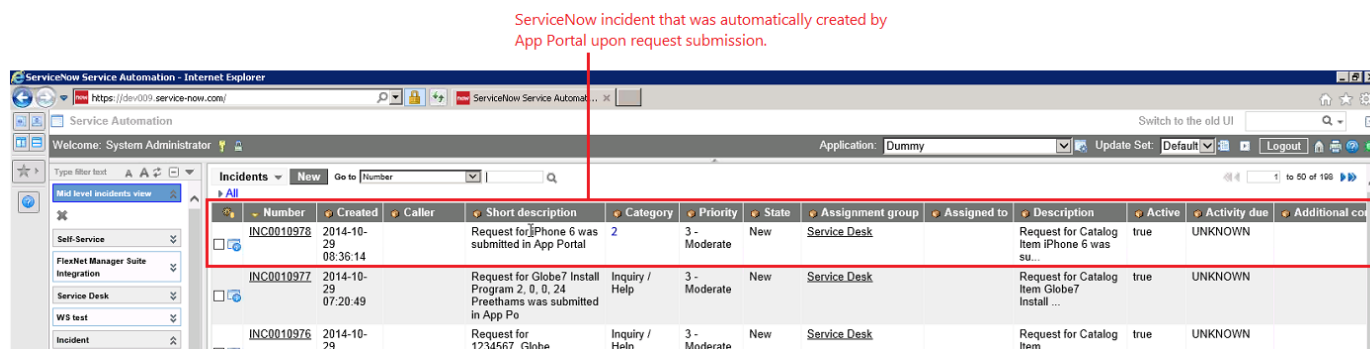 ServiceNow incident that was automatically created by
App Portal upon request submission.
ServiceNow Service Automation - Internet Explorer
https://dev009.service-now.com/
ServiceNow Service Automat...
Service Automation
Switch to the old UI
Welcome: System Administrator
Application: Dummy
Update Set: Default
Logout
Type filter text
Incidents New Go to Number
1 to 50 of 198
Mid level incidents view
All
Number Created Caller Short description Category Priority State Assignment group Assigned to Description Active Activity due Additional co
INC0010978 2014-10- Request for iPhone 6 was 2 3 - New Service Desk Request for Catalog true UNKNOWN
29 submitted in App Portal Moderate Item iPhone 6 was
08:36:14 su...
Self-Service
FlexNet Manager Suite
Integration
Service Desk
WS test
Incident
INC0010977 2014-10- Request for Globe7 Install Inquiry / 3 - New Service Desk Request for Catalog true UNKNOWN
29 Program 2, 0, 0, 24 Help Moderate Item Globe7
07:20:49 Preethams was submitted Install ...
in App Po
INC0010976 2014-10- Request for Inquiry / 3 - New Service Desk Request for Catalog true UNKNOWN
29 1234567 Globe Help Moderate Item